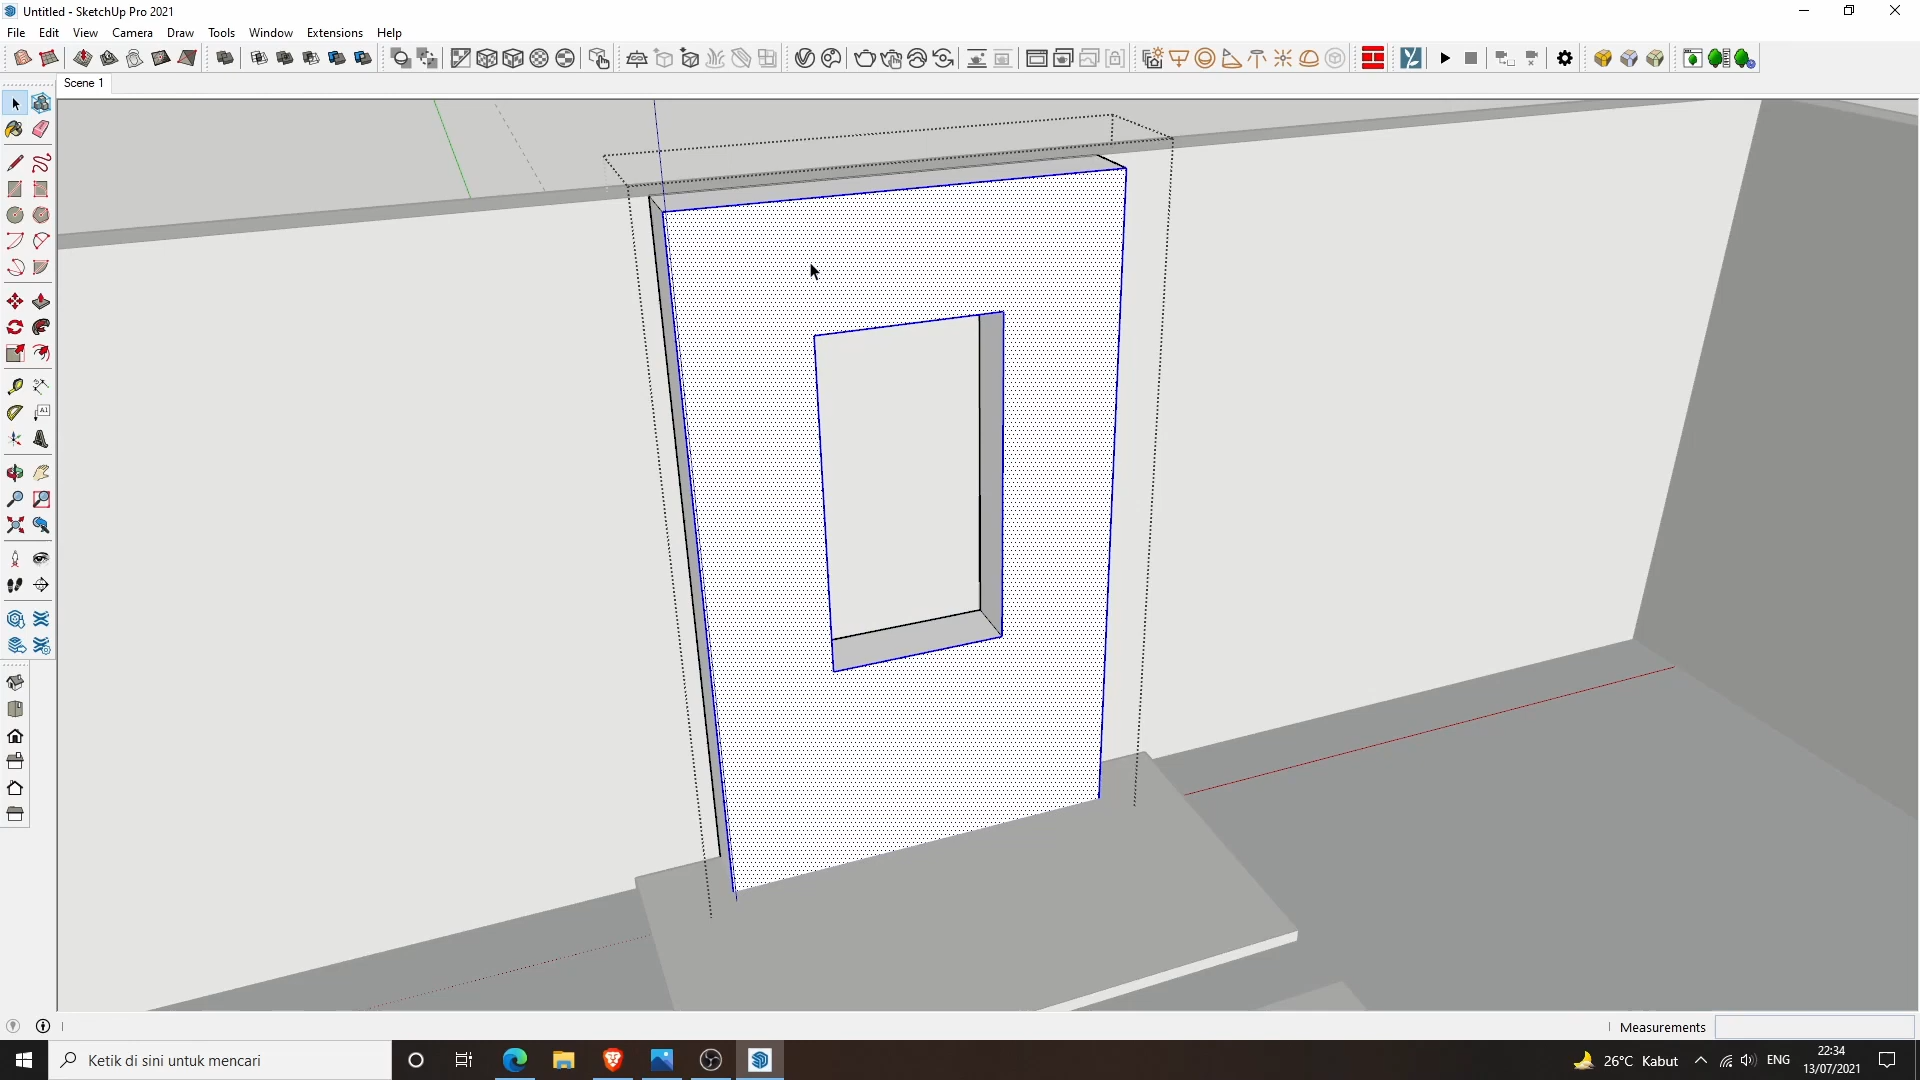 Untitled - SketchUp Pro 2021
File Edit View Camera Draw Tools Window Extensions Help
Scene 1
A1
Measurements
Ketik di sini untuk mencari
26°C Kabut
ENG
22:34
13/07/2021